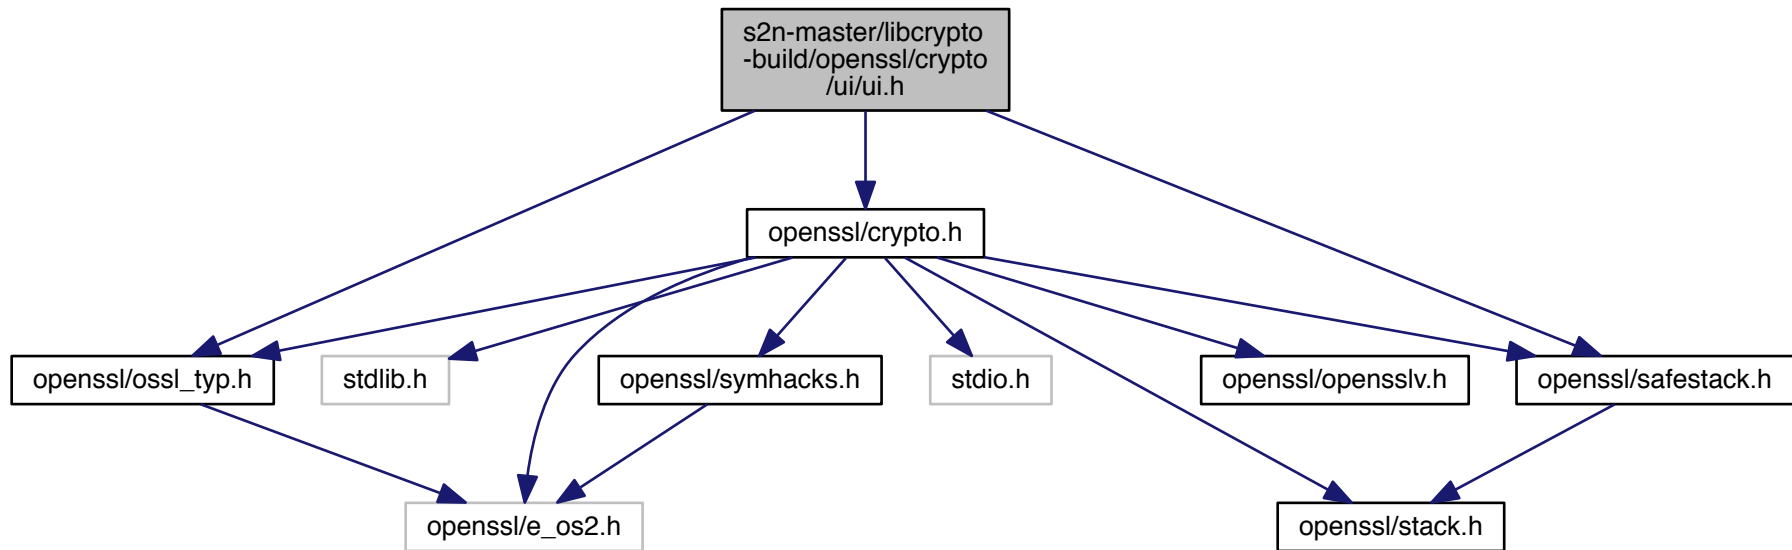 s2n-master/libcrypto
-build/openssl/crypto
/ui/ui.h
openssl/crypto.h
openssl/ossl_typ.h
stdlib.h
openssl/symhacks.h
stdio.h
openssl/opensslv.h
openssl/safestack.h
openssl/e_os2.h
openssl/stack.h